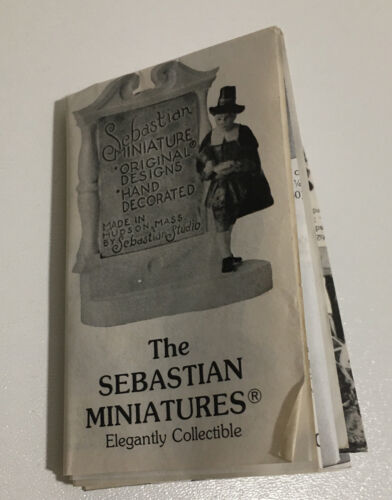 Sebastian
MINIATURE®
•ORIGINAL
DESIGNS
•HAND
DECORATED
MADE IN
HUDSON, MASS.
BY Sebastian Studio
The
SEBASTIAN
MINIATURES®
Elegantly Collectible